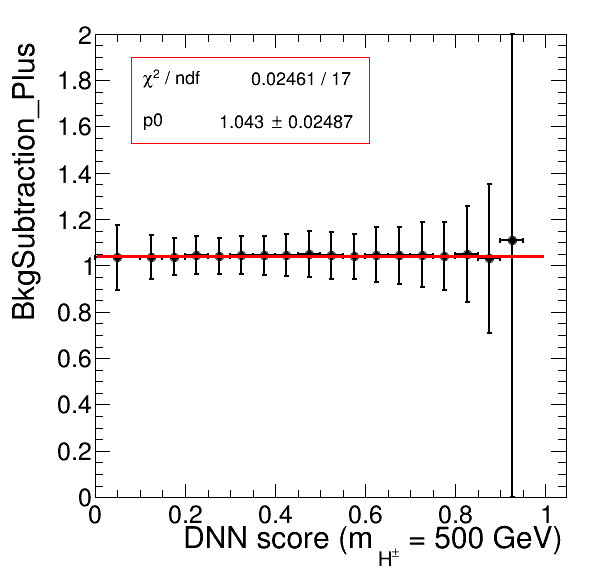 BkgSubtraction_Plus
2
1.8
1.6
1.4
1.2
1
0.8
0.6
0.4
0.2
0
χ² / ndf 0.02461 / 17
p0 1.043 ± 0.02487
0 0.2 0.4 0.6 0.8 1
DNN score (m_H± = 500 GeV)